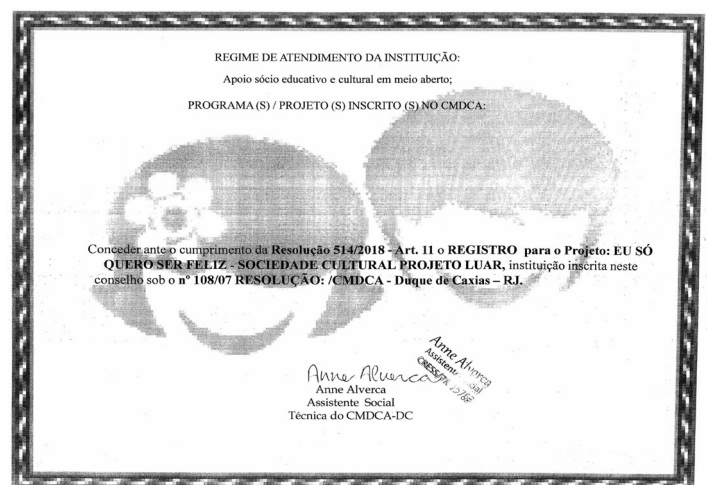 REGIME DE ATENDIMENTO DA INSTITUIÇÃO:
Apoio sócio educativo e cultural em meio aberto;
PROGRAMA (S) / PROJETO (S) INSCRITO (S) NO CMDCA:
Conceder ante o cumprimento da Resolução 514/2018 - Art. 11 o REGISTRO para o Projeto: EU SÓ
QUERO SER FELIZ - SOCIEDADE CULTURAL PROJETO LUAR, instituição inscrita neste
conselho sob o nº 108/07 RESOLUÇÃO: /CMDCA - Duque de Caxias – RJ.
Anne Alverca
Anne Alverca
Assistente
Anne Alverca
Assistente Social
Técnica do CMDCA-DC